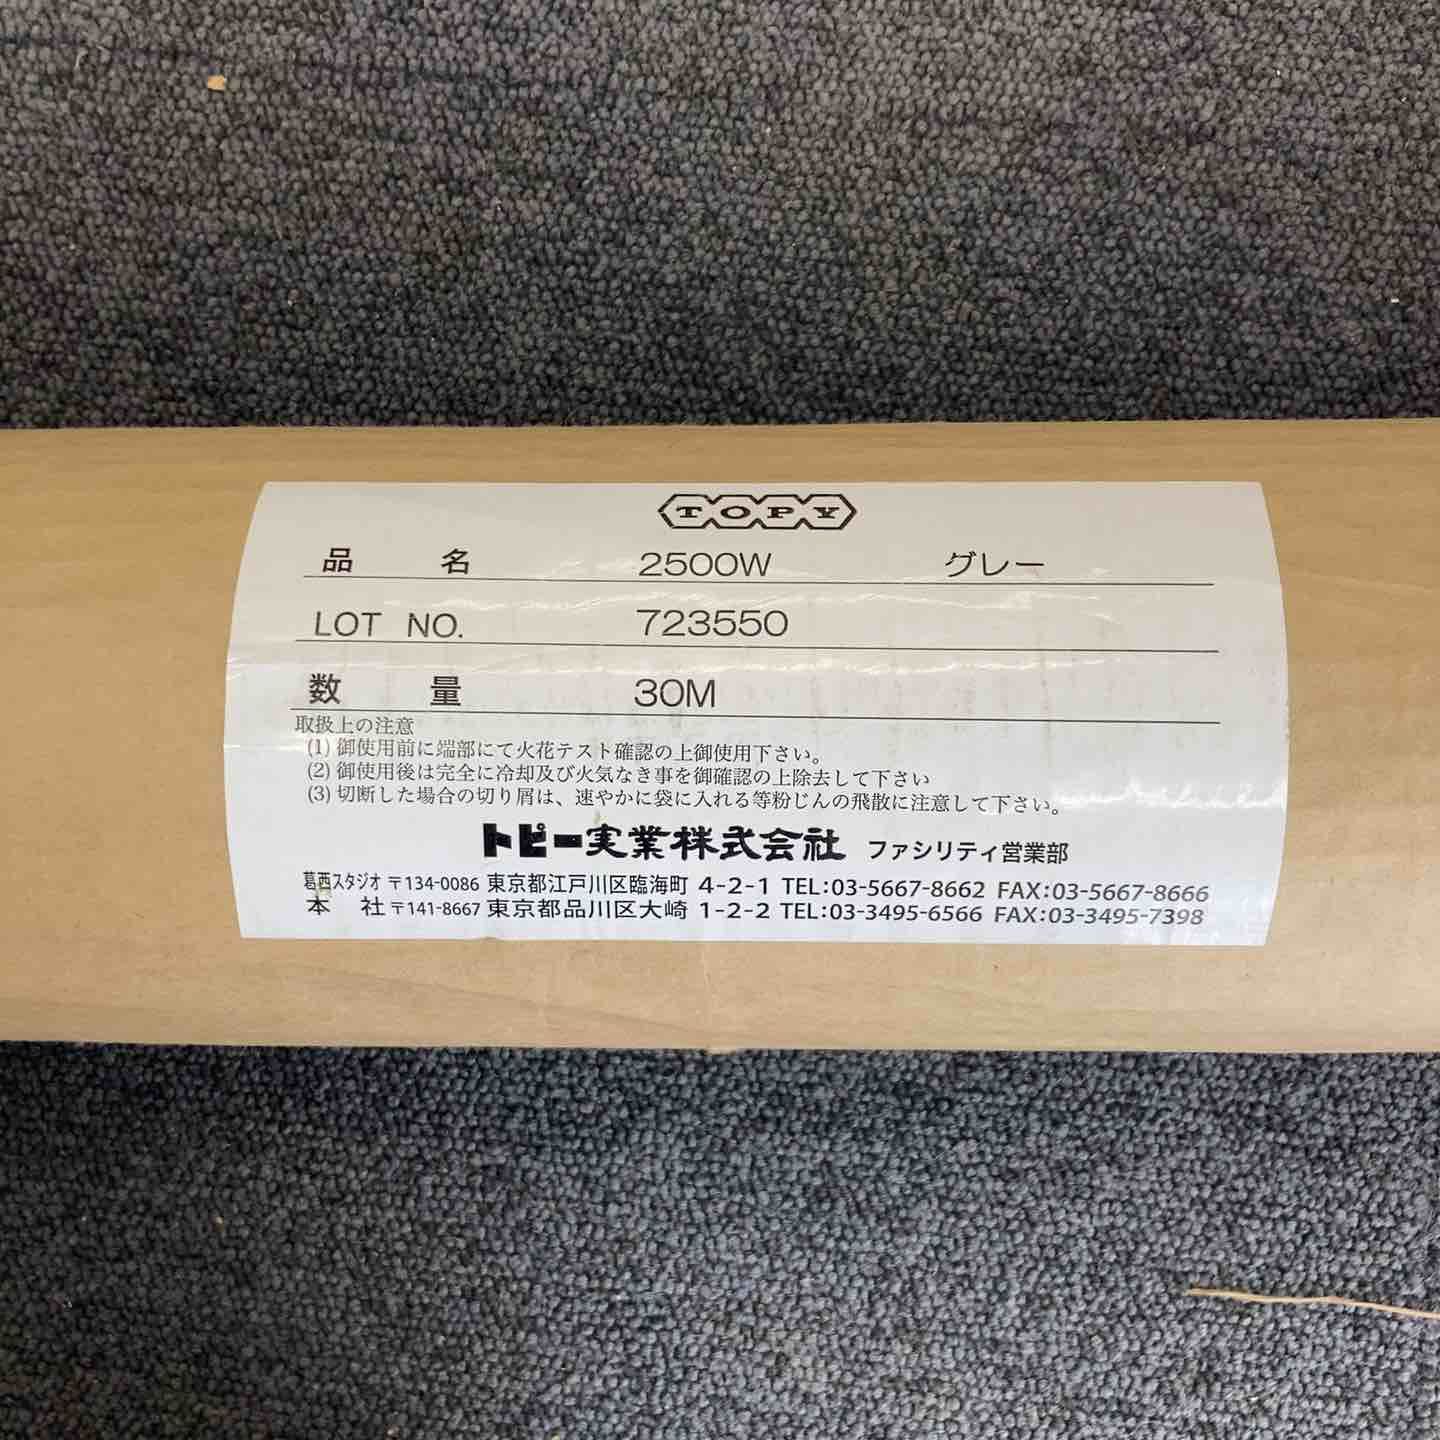 TOPY
品名 2500W グレー
LOT NO. 723550
数量 30M
取扱上の注意
(1) 御使用前に端部にて火花テスト確認の上御使用下さい。
(2) 御使用後は完全に冷却及び火気なき事を御確認の上除去して下さい
(3) 切断した場合の切り屑は、速やかに袋に入れる等粉じんの飛散に注意して下さい。
トピー実業株式会社 ファシリティ営業部
葛西スタジオ 〒134-0086 東京都江戸川区臨海町 4-2-1 TEL:03-5667-8662 FAX:03-5667-8666
本社 〒141-8667 東京都品川区大崎 1-2-2 TEL:03-3495-6566 FAX:03-3495-7398